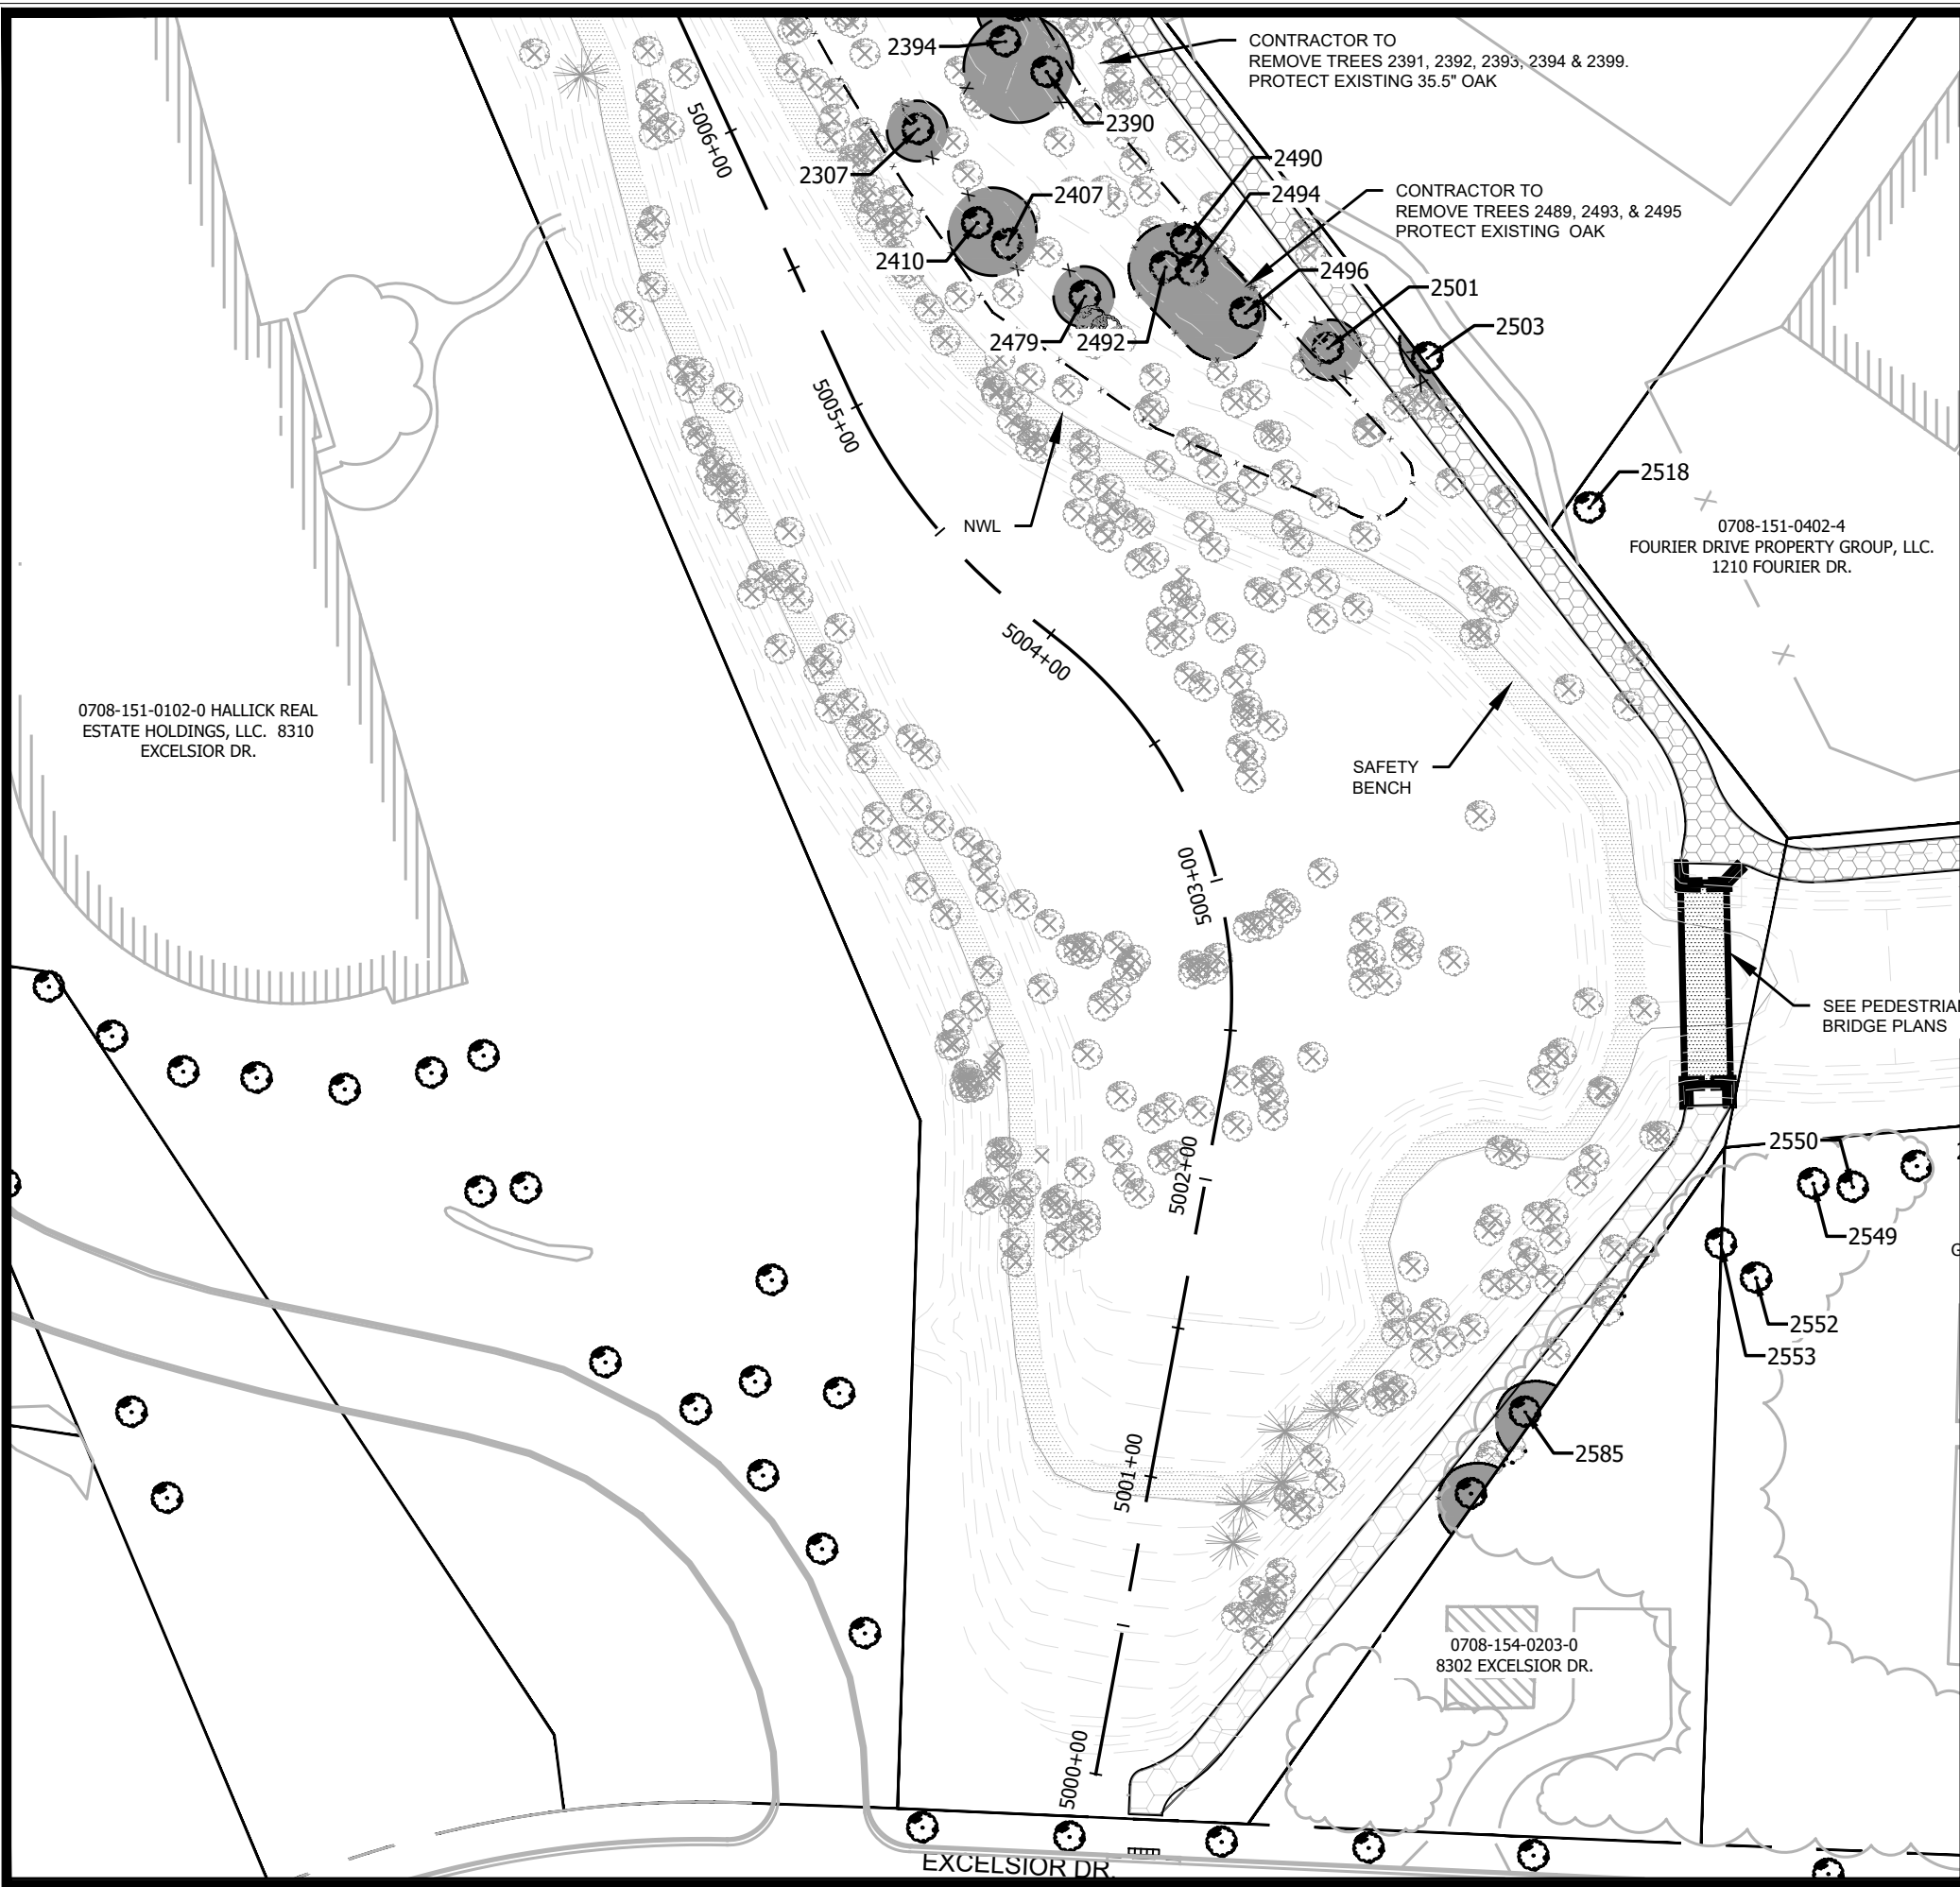 CONTRACTOR TO
REMOVE TREES 2391, 2392, 2393, 2394 & 2399.
PROTECT EXISTING 35.5" OAK
2394
2390
2307
5006+00
2490
2407
2494
CONTRACTOR TO
REMOVE TREES 2489, 2493, & 2495
PROTECT EXISTING OAK
2410
2496
2501
2503
2479
2492
5005+00
2518
NWL
0708-151-0402-4
FOURIER DRIVE PROPERTY GROUP, LLC.
1210 FOURIER DR.
5004+00
0708-151-0102-0 HALLICK REAL
ESTATE HOLDINGS, LLC. 8310
EXCELSIOR DR.
SAFETY
BENCH
5003+00
SEE PEDESTRIAN
BRIDGE PLANS
2550
5002+00
2549
2552
2553
5001+00
2585
0708-154-0203-0
8302 EXCELSIOR DR.
5000+00
EXCELSIOR DR.